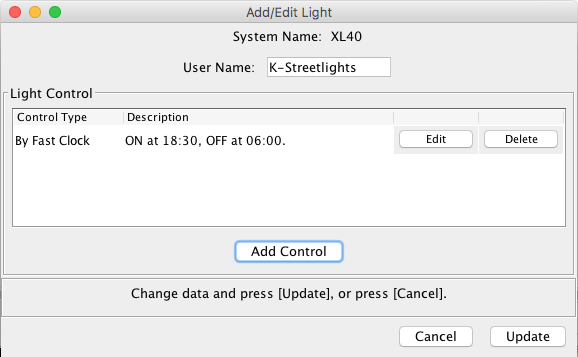 Add/Edit Light
System Name: XL40
User Name: K-Streetlights
Light Control
Control Type Description
By Fast Clock ON at 18:30, OFF at 06:00. Edit Delete
Add Control
Change data and press [Update], or press [Cancel].
Cancel Update